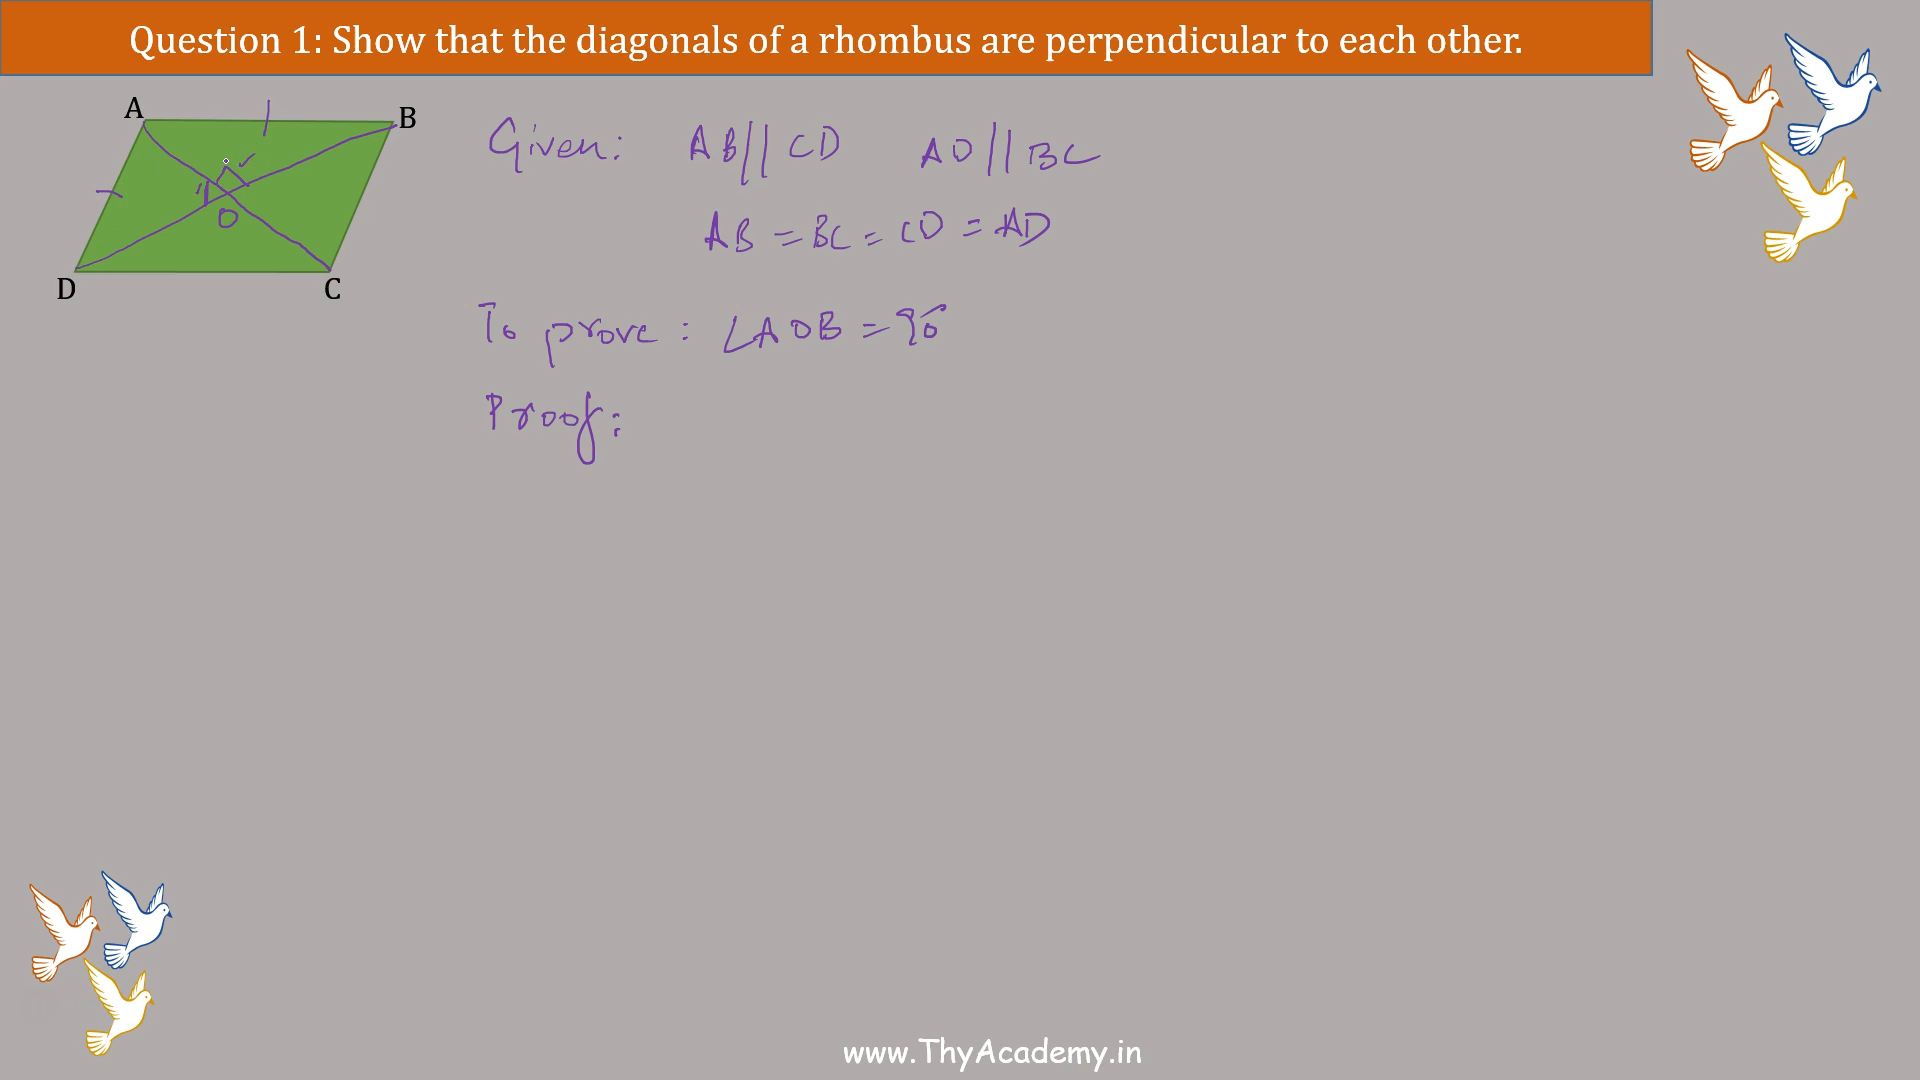 Question 1: Show that the diagonals of a rhombus are perpendicular to each other.
A
B
O
D
C
Given: AB || CD AD || BC
AB = BC = CD = AD
To prove: ∠AOB = 90°
Proof:
www.ThyAcademy.in